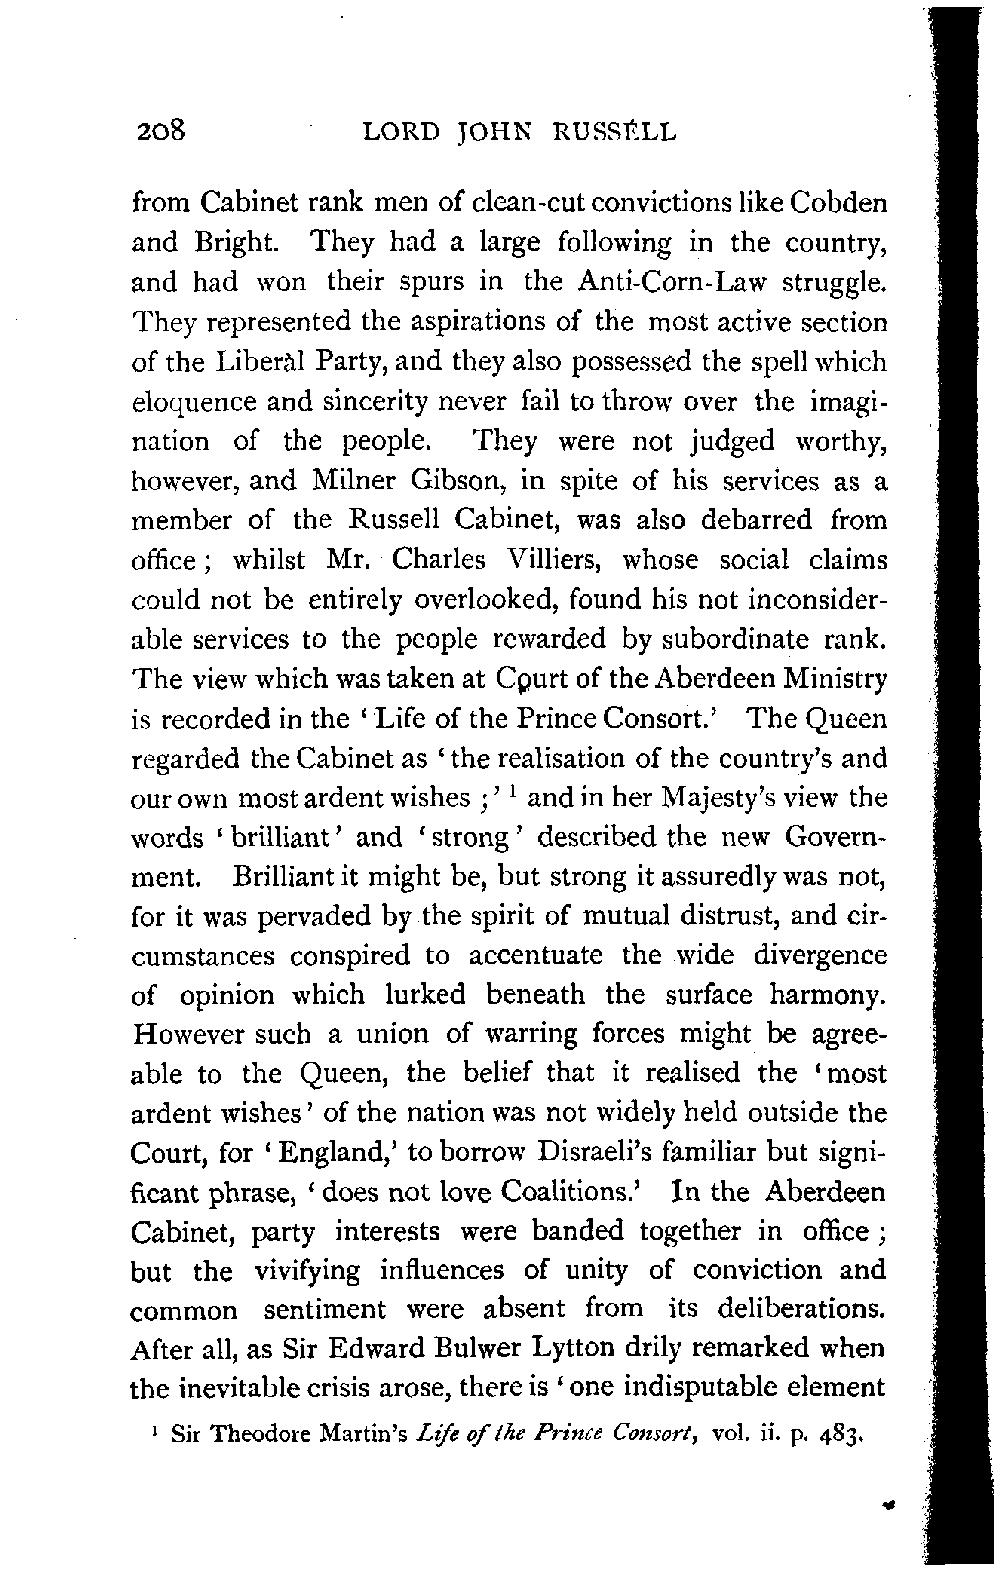 208 LORD JOHN RUSSELL
from Cabinet rank men of clean-cut convictions like Cobden
and Bright. They had a large following in the country,
and had won their spurs in the Anti-Corn-Law struggle.
They represented the aspirations of the most active section
of the Liberal Party, and they also possessed the spell which
eloquence and sincerity never fail to throw over the imagi-
nation of the people. They were not judged worthy,
however, and Milner Gibson, in spite of his services as a
member of the Russell Cabinet, was also debarred from
office ; whilst Mr. Charles Villiers, whose social claims
could not be entirely overlooked, found his not inconsider-
able services to the people rewarded by subordinate rank.
The view which was taken at Court of the Aberdeen Ministry
is recorded in the ‘ Life of the Prince Consort.’ The Queen
regarded the Cabinet as ‘ the realisation of the country’s and
our own most ardent wishes ;’ ¹ and in her Majesty’s view the
words ‘ brilliant ’ and ‘ strong ’ described the new Govern-
ment. Brilliant it might be, but strong it assuredly was not,
for it was pervaded by the spirit of mutual distrust, and cir-
cumstances conspired to accentuate the wide divergence
of opinion which lurked beneath the surface harmony.
However such a union of warring forces might be agree-
able to the Queen, the belief that it realised the ‘ most
ardent wishes ’ of the nation was not widely held outside the
Court, for ‘ England,’ to borrow Disraeli’s familiar but signi-
ficant phrase, ‘ does not love Coalitions.’ In the Aberdeen
Cabinet, party interests were banded together in office ;
but the vivifying influences of unity of conviction and
common sentiment were absent from its deliberations.
After all, as Sir Edward Bulwer Lytton drily remarked when
the inevitable crisis arose, there is ‘ one indisputable element
¹ Sir Theodore Martin’s Life of the Prince Consort, vol. ii. p. 483.